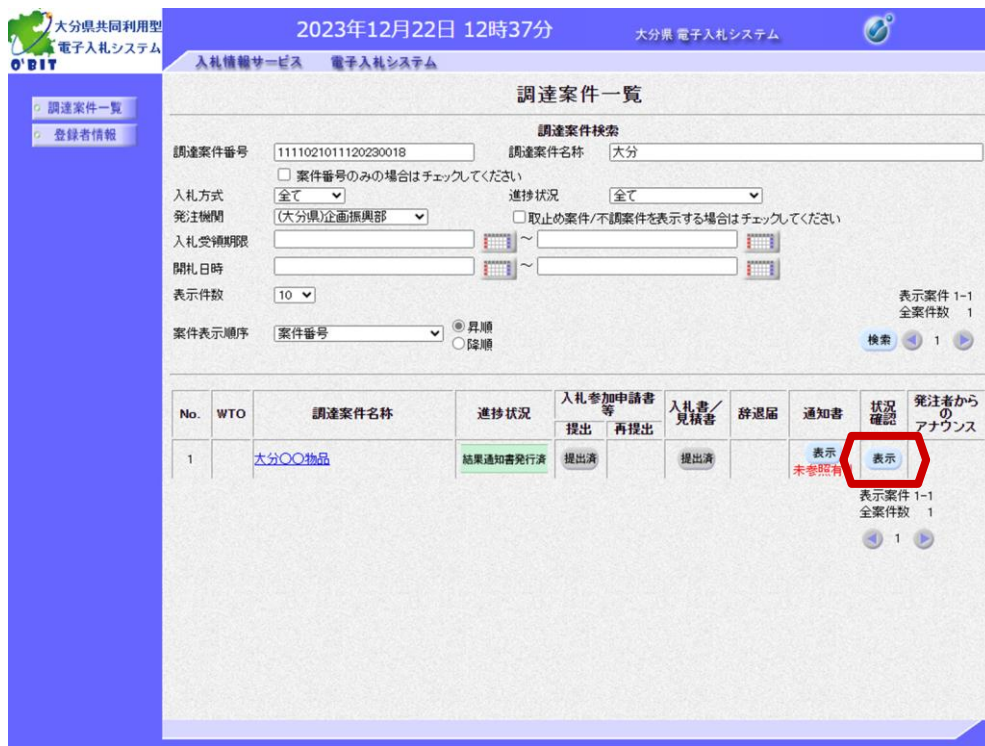 大分県共同利用型
電子入札システム
O'BIT
2023年12月22日 12時37分
大分県 電子入札システム
入札情報サービス 電子入札システム
調達案件一覧
登録者情報
調達案件一覧
調達案件検索
調達案件番号 1111021011120230018 調達案件名称 大分
案件番号のみの場合はチェックしてください
入札方式 全て 進捗状況 全て
発注機関 (大分県)企画振興部 取止め案件/不調案件を表示する場合はチェックしてください
入札受領期限 ～
開札日時 ～
表示件数 10
表示案件 1-1
全案件数 1
案件表示順序 案件番号 昇順
降順
検索 1
No. WTO 調達案件名称 進捗状況 入札参加申請書等 入札書/見積書 辞退届 通知書 状況確認 発注者からのアナウンス
提出 再提出
1 大分〇〇物品 結果通知書発行済 提出済 提出済 表示 表示
未参照有
表示案件 1-1
全案件数 1
1